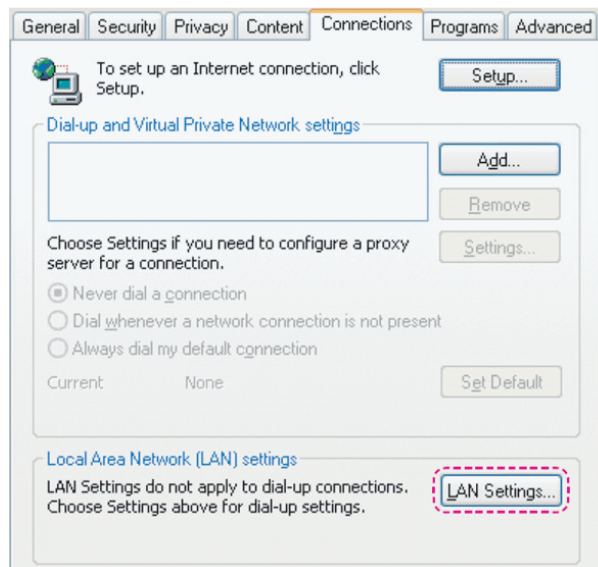 General Security Privacy Content Connections Programs Advanced
To set up an Internet connection, click
Setup.
Setup...
Dial-up and Virtual Private Network settings
Add...
Remove
Choose Settings if you need to configure a proxy
server for a connection.
Settings...
Never dial a connection
Dial whenever a network connection is not present
Always dial my default connection
Current None
Set Default
Local Area Network (LAN) settings
LAN Settings do not apply to dial-up connections.
Choose Settings above for dial-up settings.
LAN Settings...